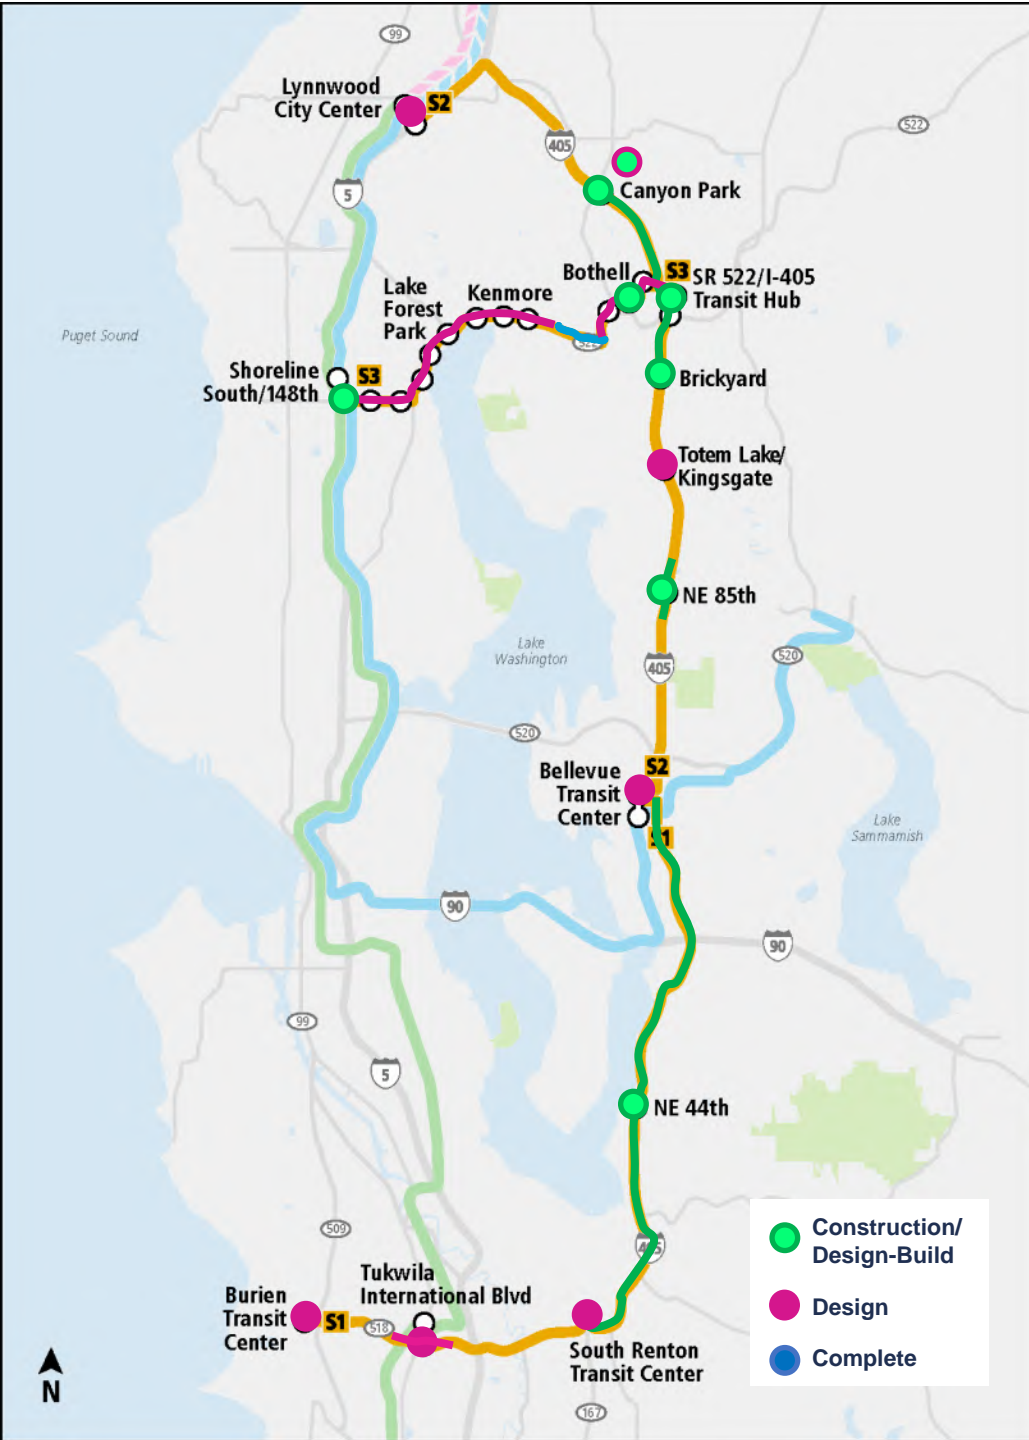 99
Lynnwood
City Center
S2
522
405
5
Canyon Park
Bothell
S3
SR 522/I-405
Transit Hub
Lake
Forest
Park
Kenmore
Puget Sound
522
Shoreline
South/148th
S3
Brickyard
Totem Lake/
Kingsgate
NE 85th
Lake
Washington
520
405
520
Bellevue
Transit
Center
S2
S1
Lake
Sammamish
90
90
99
5
NE 44th
509
405
Construction/
Design-Build
Design
Complete
Tukwila
International Blvd
Burien
Transit
Center
S1
518
South Renton
Transit Center
N
167